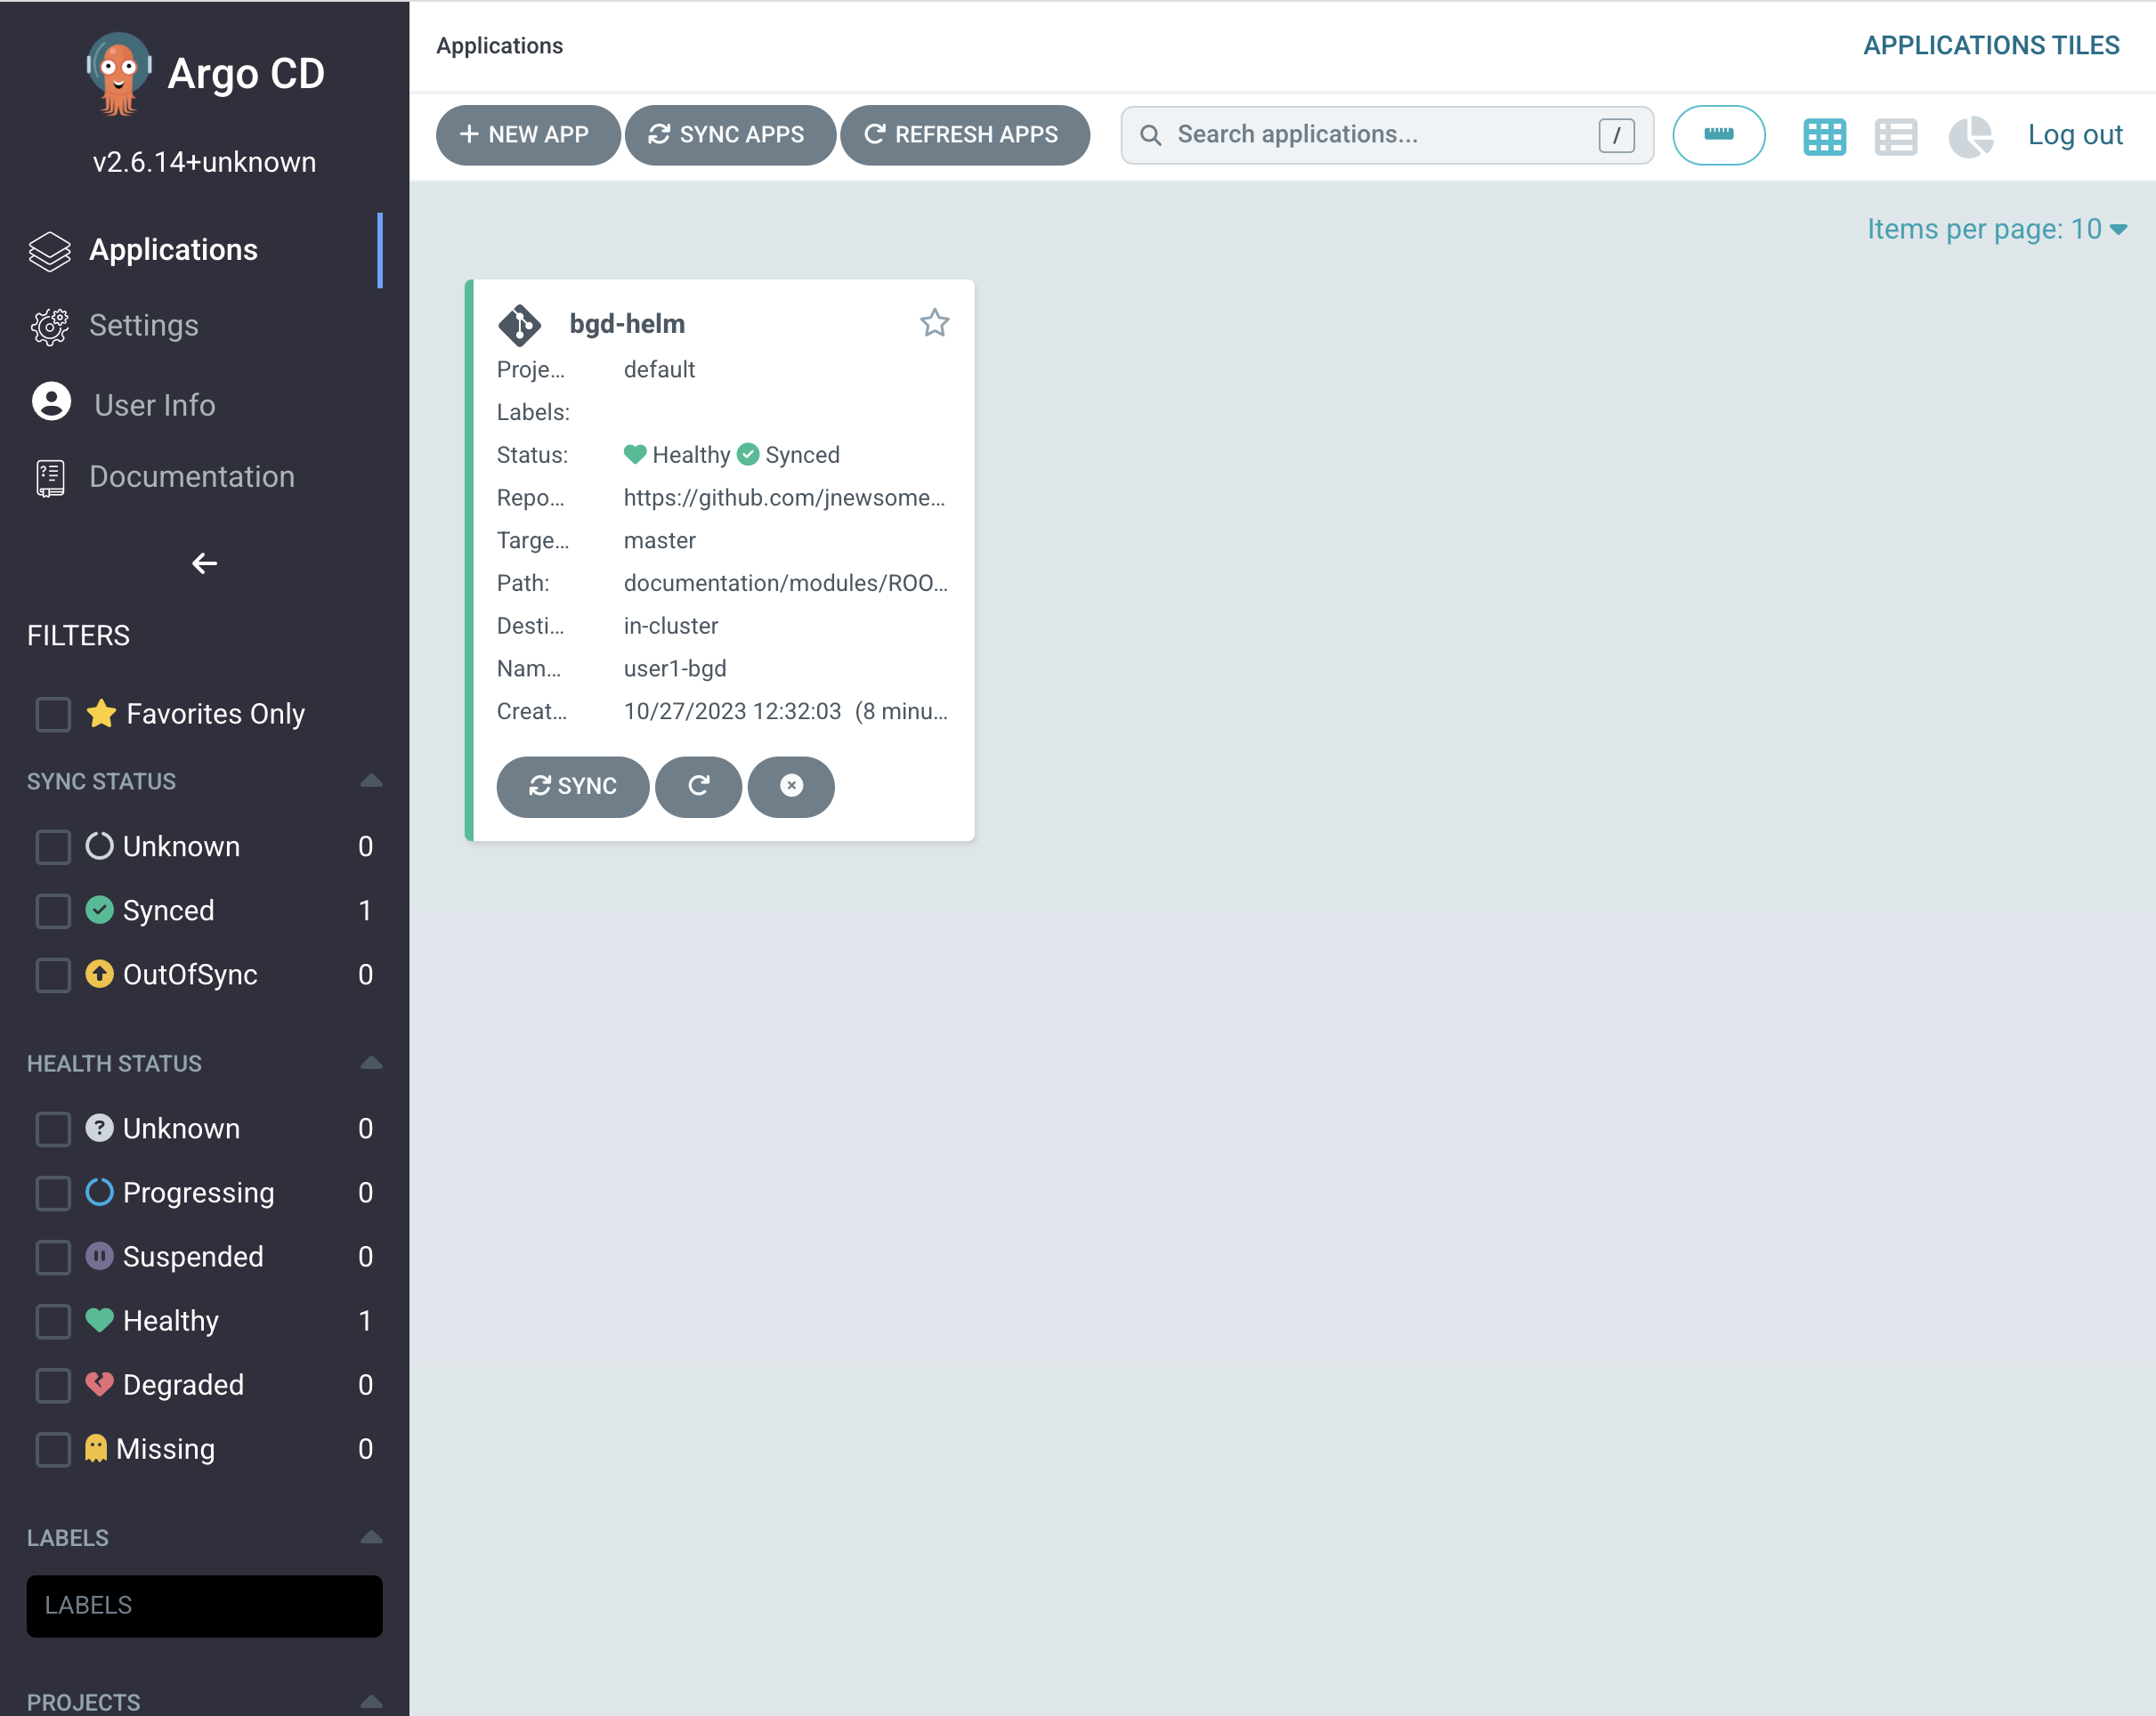 Argo CD
v2.6.14+unknown
Applications
Settings
User Info
Documentation
FILTERS
Favorites Only
SYNC STATUS
Unknown 0
Synced 1
OutOfSync 0
HEALTH STATUS
Unknown 0
Progressing 0
Suspended 0
Healthy 1
Degraded 0
Missing 0
LABELS
LABELS
PROJECTS
Applications
APPLICATIONS TILES
+ NEW APP SYNC APPS REFRESH APPS Search applications... / Log out
Items per page: 10
bgd-helm
Proje... default
Labels:
Status: Healthy Synced
Repo... https://github.com/jnewsome...
Targe... master
Path: documentation/modules/ROO...
Desti... in-cluster
Nam... user1-bgd
Creat... 10/27/2023 12:32:03 (8 minu...
SYNC